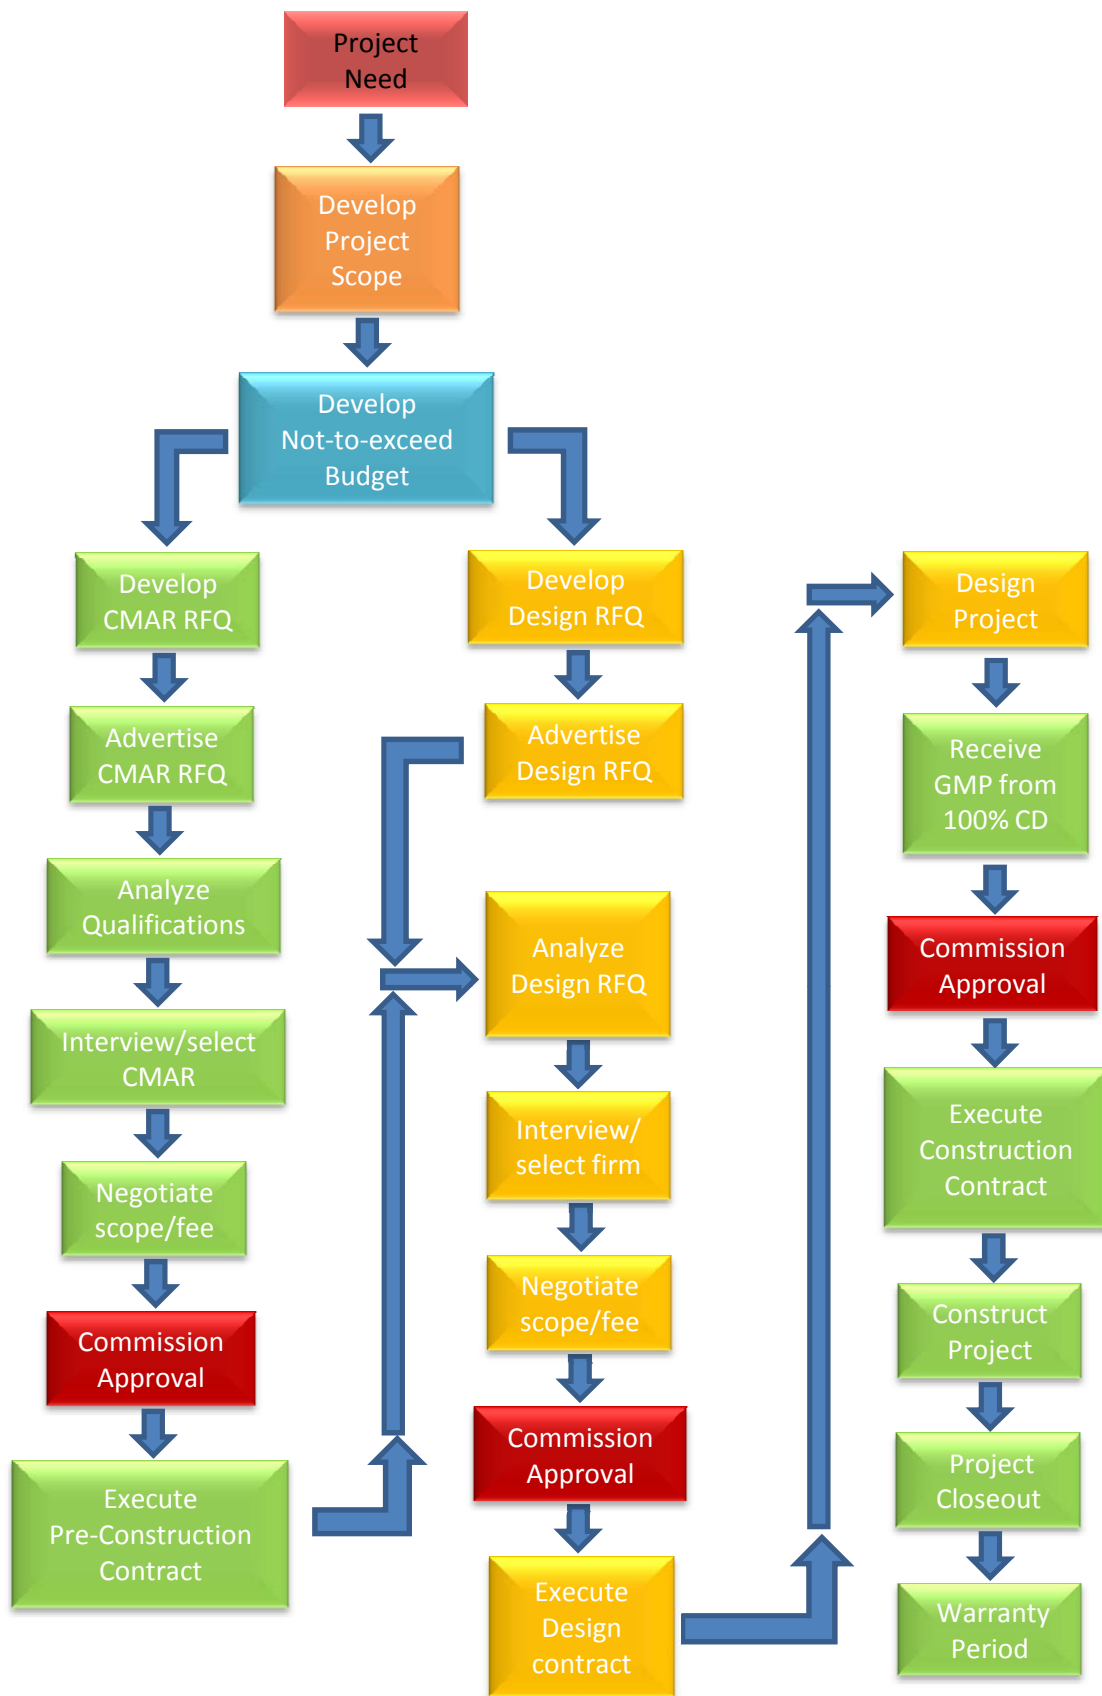 Project
Need
Develop
Project
Scope
Develop
Not-to-exceed
Budget
Develop
CMAR RFQ
Advertise
CMAR RFQ
Analyze
Qualifications
Interview/select
CMAR
Negotiate
scope/fee
Commission
Approval
Execute
Pre-Construction
Contract
Develop
Design RFQ
Advertise
Design RFQ
Analyze
Design RFQ
Interview/
select firm
Negotiate
scope/fee
Commission
Approval
Execute
Design
contract
Design
Project
Receive
GMP from
100% CD
Commission
Approval
Execute
Construction
Contract
Construct
Project
Project
Closeout
Warranty
Period